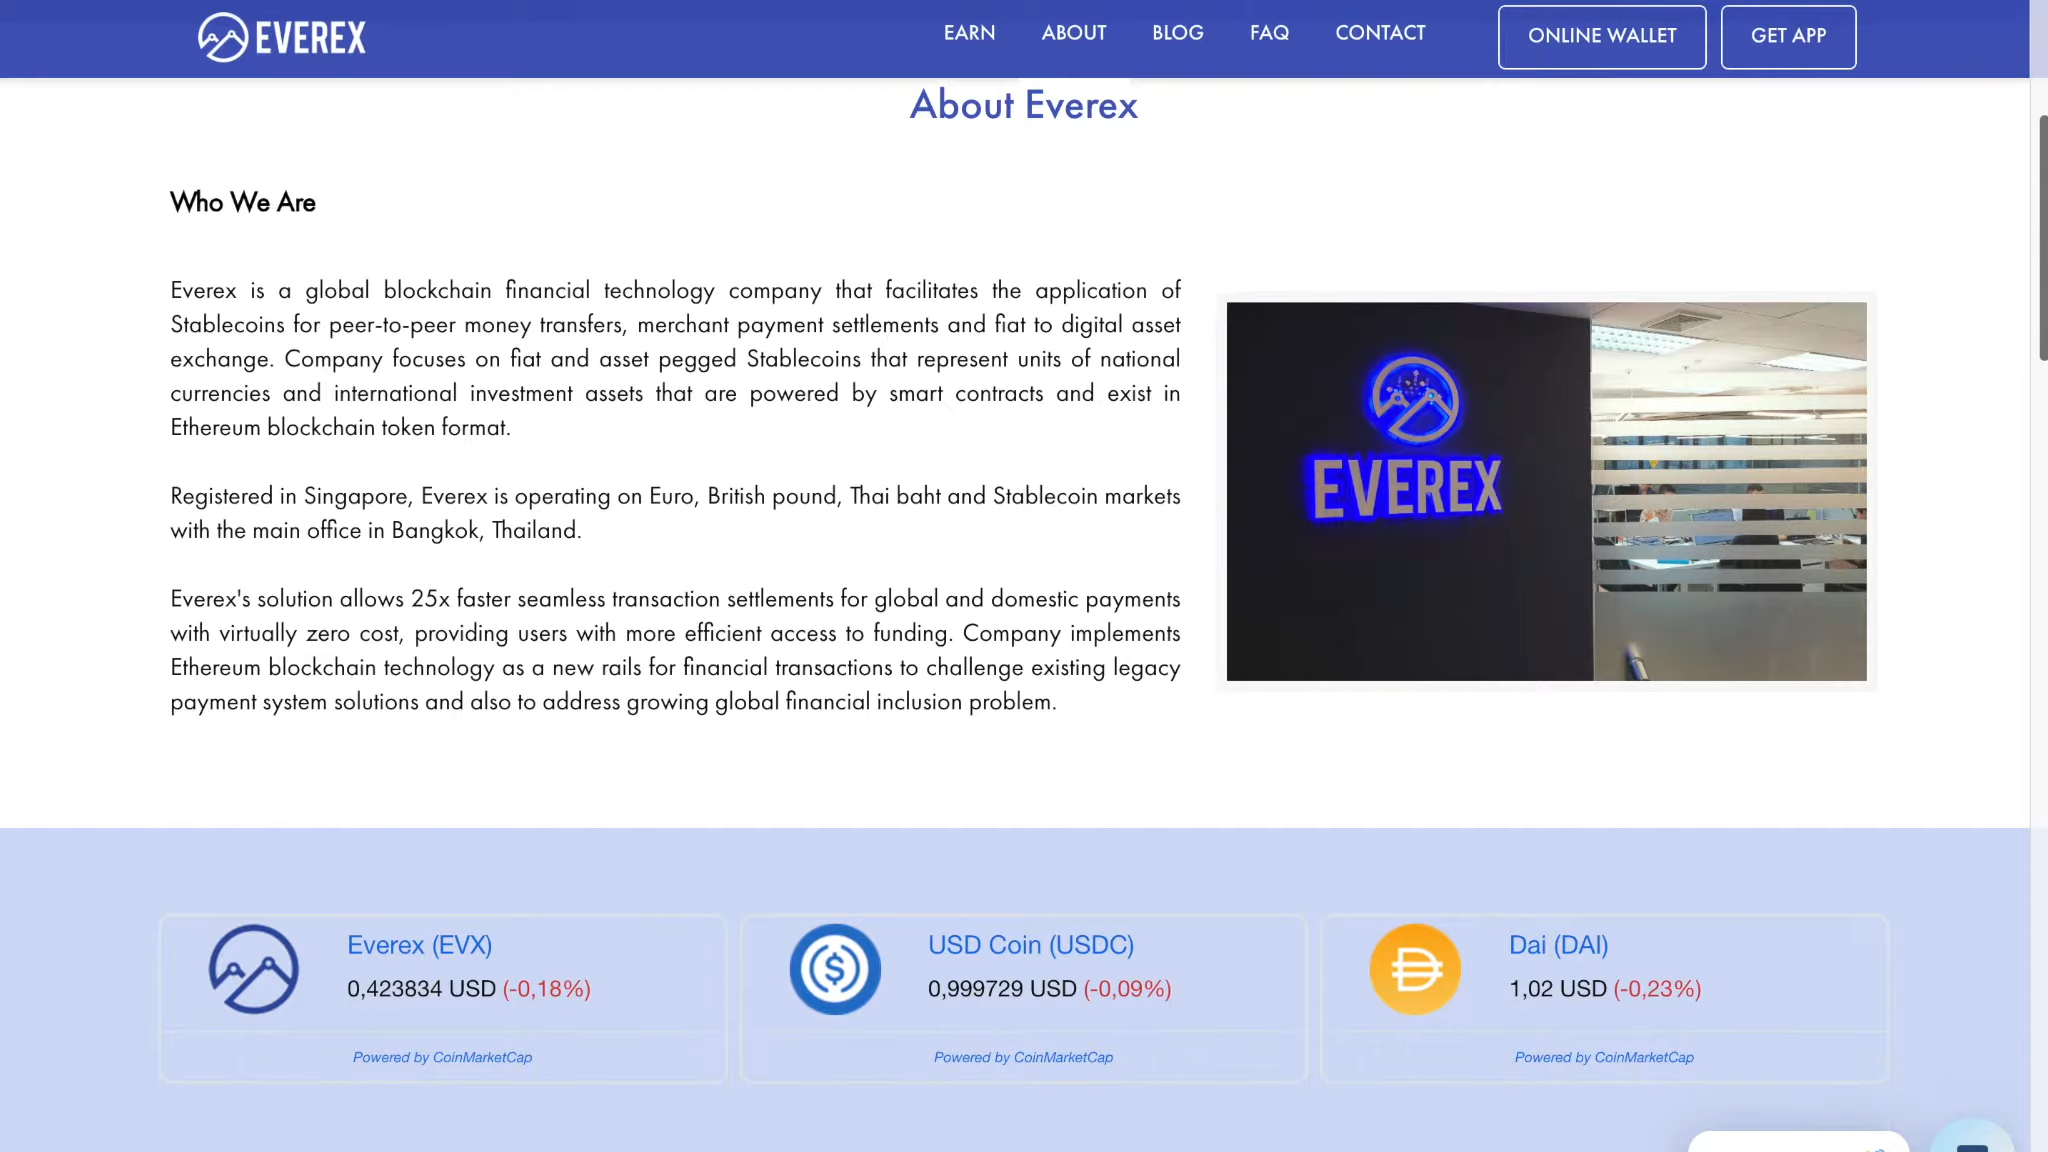 EVEREX
EARN
ABOUT
BLOG
FAQ
CONTACT
ONLINE WALLET
GET APP
About Everex
Who We Are
Everex is a global blockchain financial technology company that facilitates the application of
Stablecoins for peer-to-peer money transfers, merchant payment settlements and fiat to digital asset
exchange. Company focuses on fiat and asset pegged Stablecoins that represent units of national
currencies and international investment assets that are powered by smart contracts and exist in
Ethereum blockchain token format.
Registered in Singapore, Everex is operating on Euro, British pound, Thai baht and Stablecoin markets
with the main office in Bangkok, Thailand.
Everex's solution allows 25x faster seamless transaction settlements for global and domestic payments
with virtually zero cost, providing users with more efficient access to funding. Company implements
Ethereum blockchain technology as a new rails for financial transactions to challenge existing legacy
payment system solutions and also to address growing global financial inclusion problem.
EVEREX
Everex (EVX)
0,423834 USD (-0,18%)
Powered by CoinMarketCap
USD Coin (USDC)
0,999729 USD (-0,09%)
Powered by CoinMarketCap
Dai (DAI)
1,02 USD (-0,23%)
Powered by CoinMarketCap